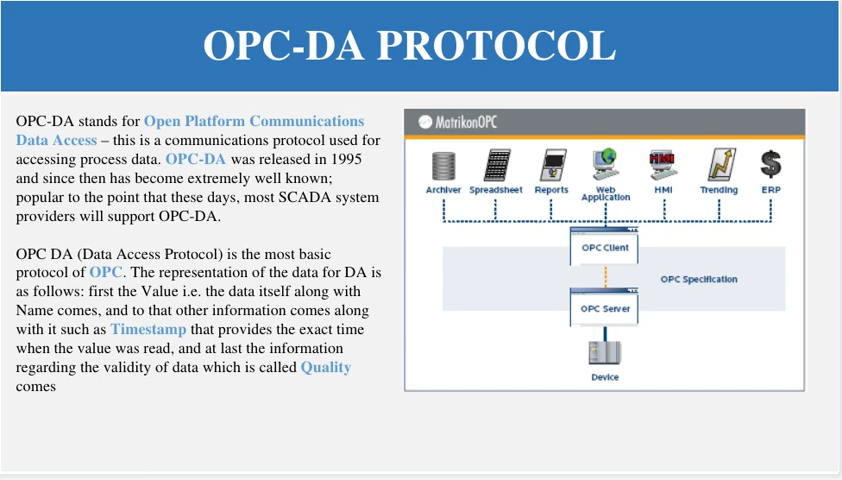 OPC-DA PROTOCOL
OPC-DA stands for Open Platform Communications
Data Access – this is a communications protocol used for
accessing process data. OPC-DA was released in 1995
and since then has become extremely well known;
popular to the point that these days, most SCADA system
providers will support OPC-DA.
OPC DA (Data Access Protocol) is the most basic
protocol of OPC. The representation of the data for DA is
as follows: first the Value i.e. the data itself along with
Name comes, and to that other information comes along
with it such as Timestamp that provides the exact time
when the value was read, and at last the information
regarding the validity of data which is called Quality
comes
MatrikonOPC
HMI
$
Archiver Spreadsheet Reports Web HMI Trending ERP
Application
OPC Client
OPC Specification
OPC Server
Device